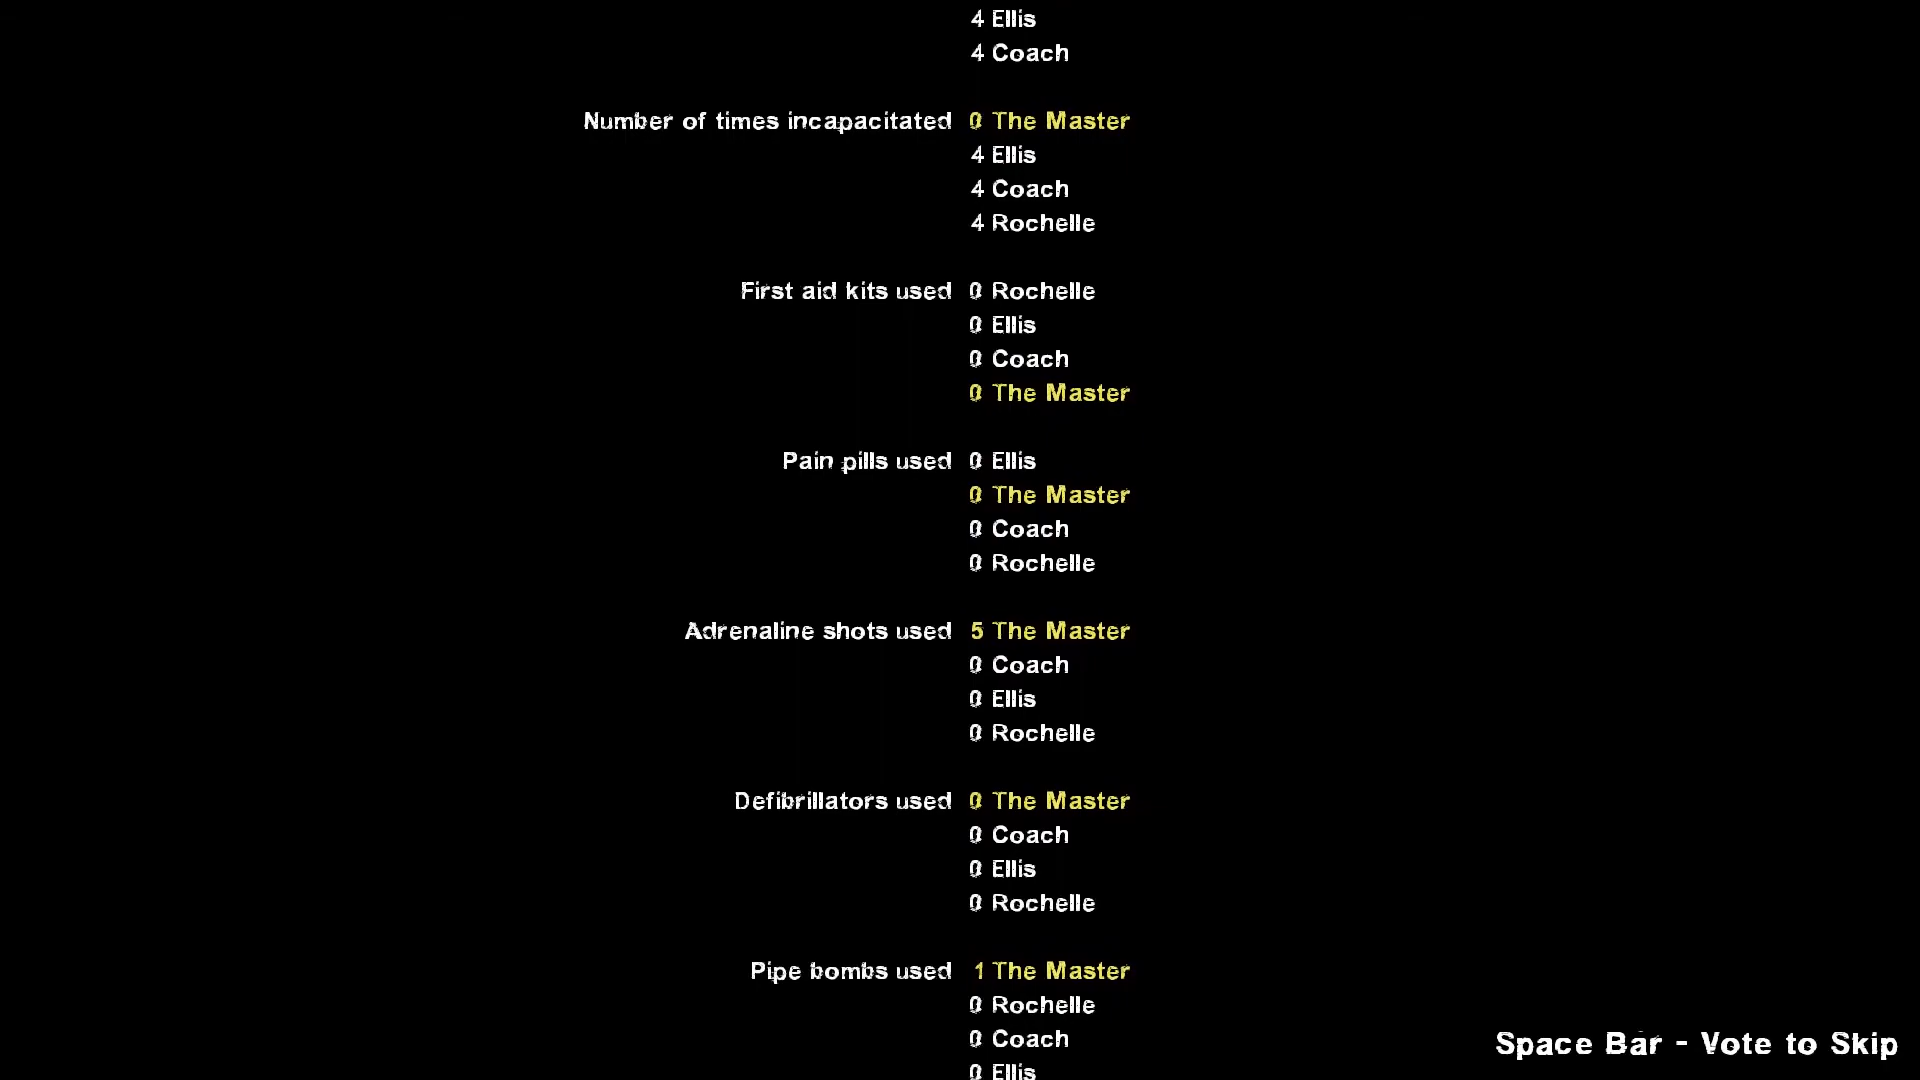 4 Ellis
4 Coach
Number of times incapacitated 0 The Master
4 Ellis
4 Coach
4 Rochelle
First aid kits used 0 Rochelle
0 Ellis
0 Coach
0 The Master
Pain pills used 0 Ellis
0 The Master
0 Coach
0 Rochelle
Adrenaline shots used 5 The Master
0 Coach
0 Ellis
0 Rochelle
Defibrillators used 0 The Master
0 Coach
0 Ellis
0 Rochelle
Pipe bombs used 1 The Master
0 Rochelle
0 Coach
0 Ellis
Space Bar - Vote to Skip